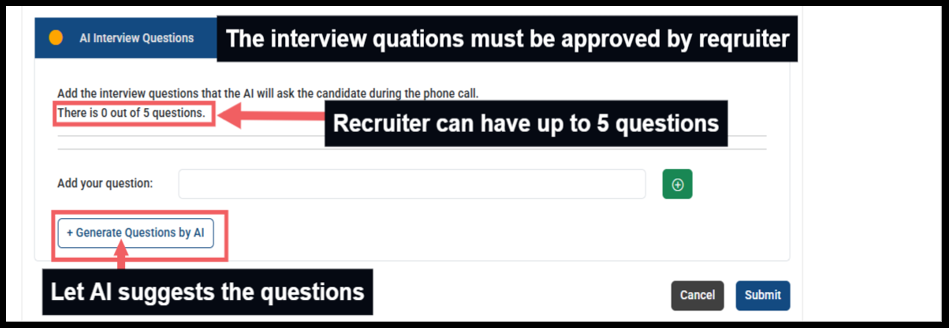 AI Interview Questions
The interview quations must be approved by reqruiter
Add the interview questions that the AI will ask the candidate during the phone call.
There is 0 out of 5 questions.
Recruiter can have up to 5 questions
Add your question:
+ Generate Questions by AI
Let AI suggests the questions
Cancel
Submit